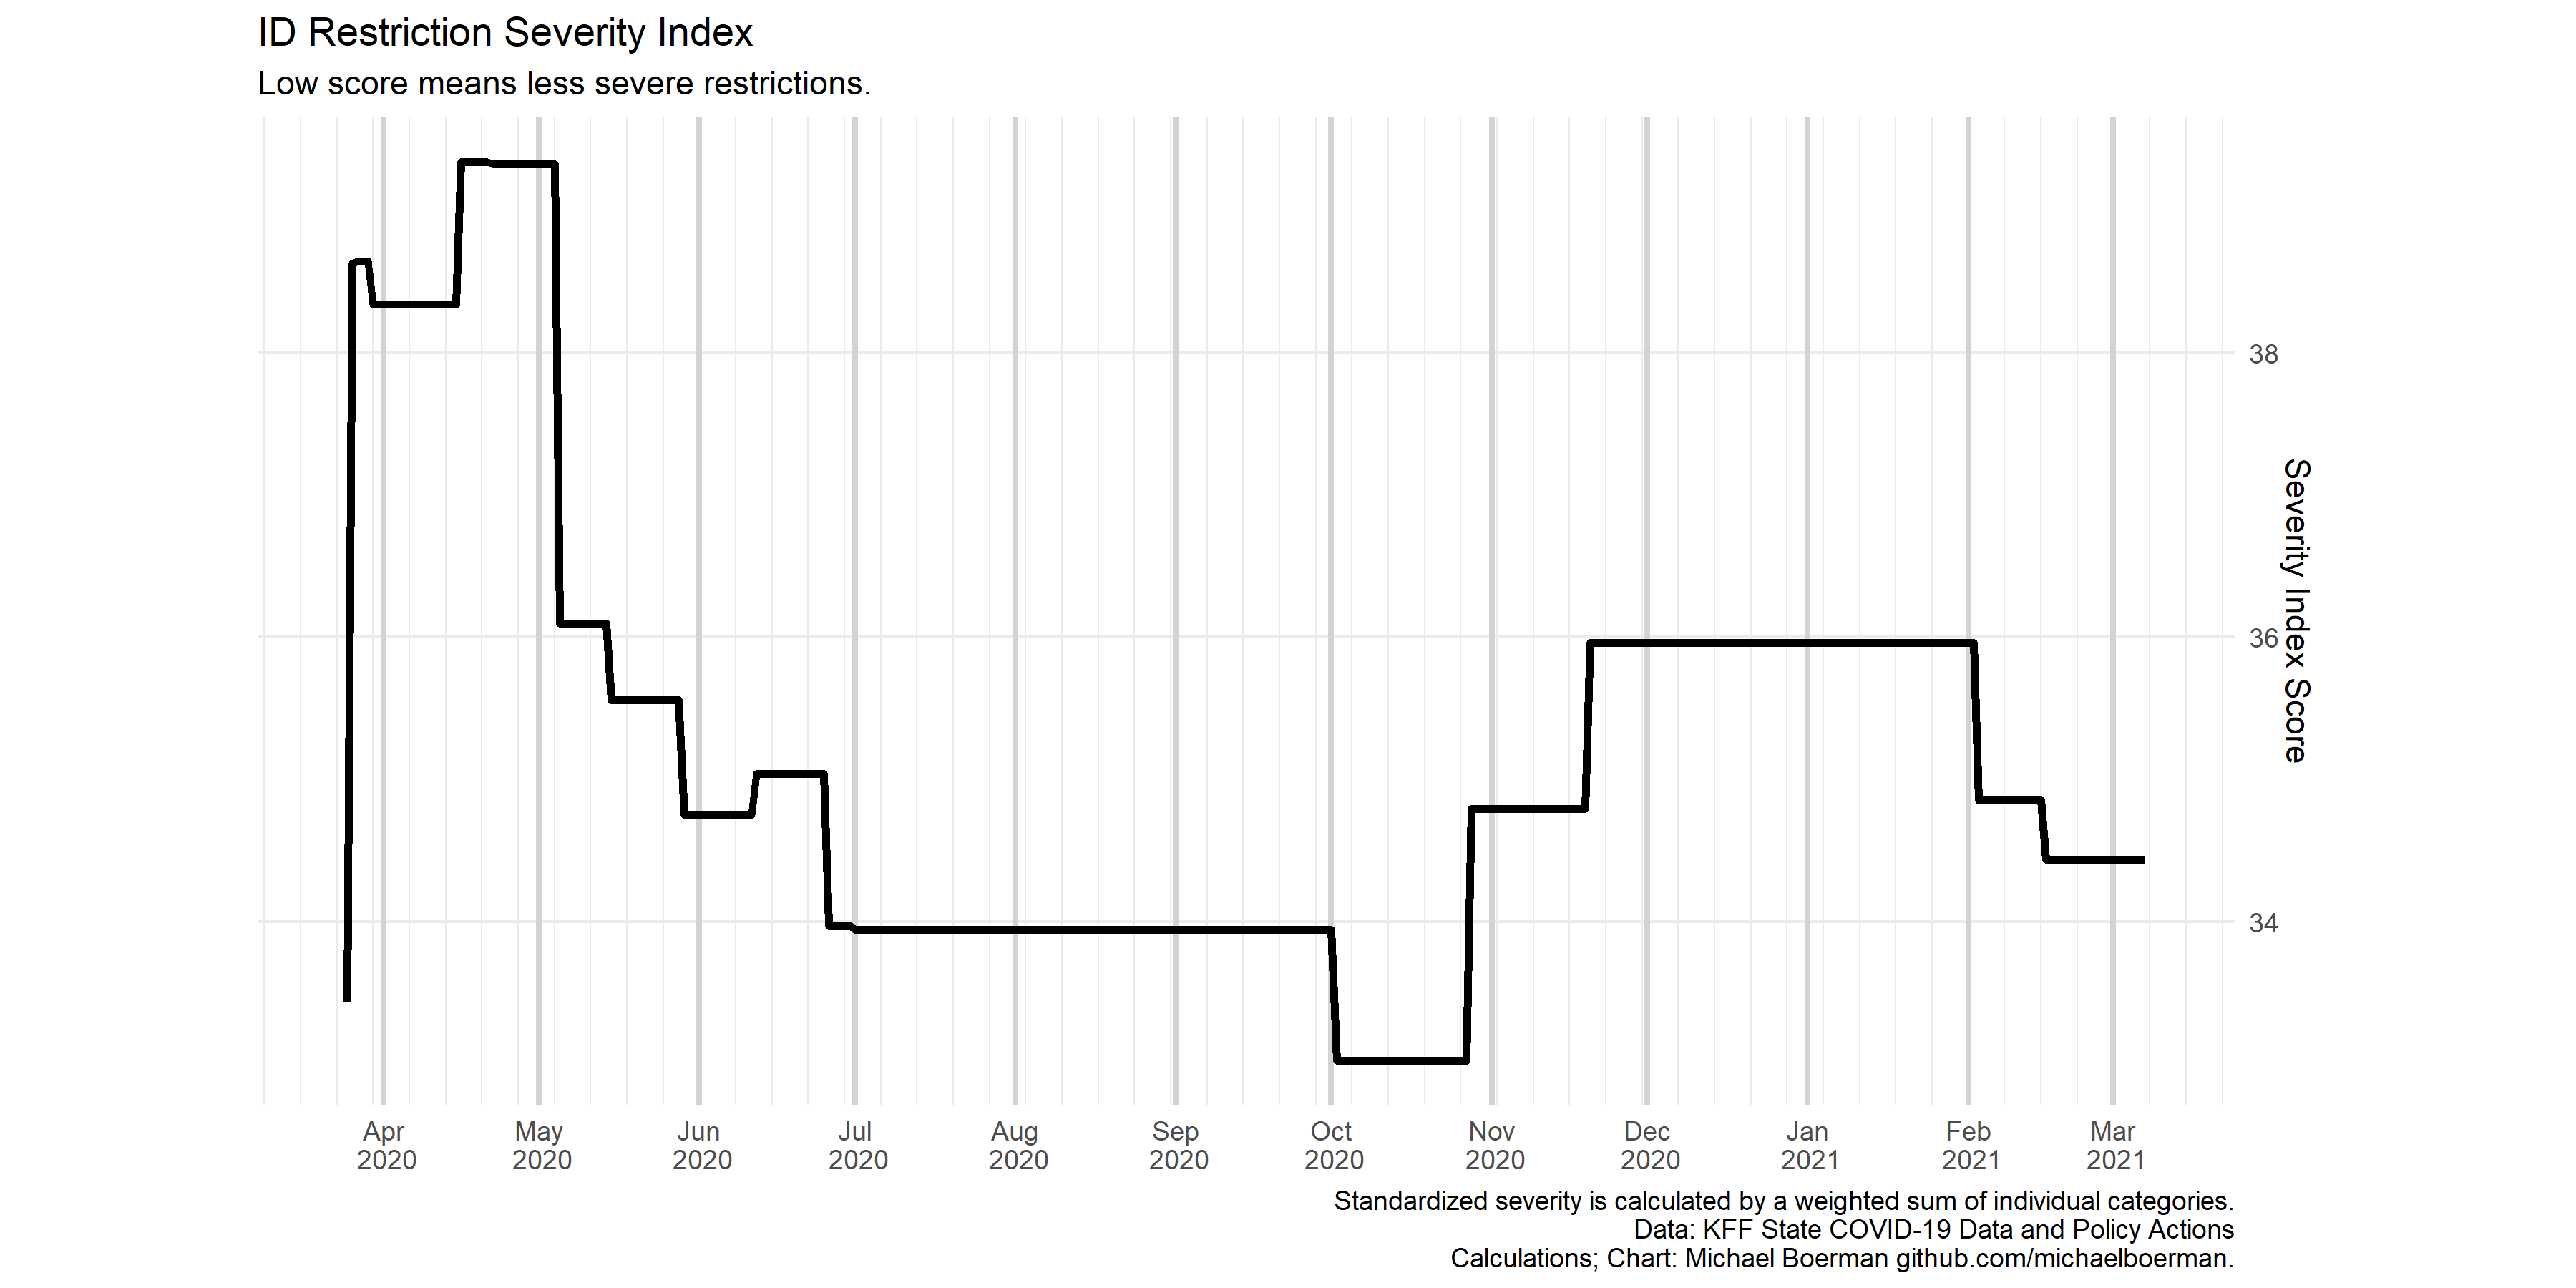 ID Restriction Severity Index
Low score means less severe restrictions.
38
36
34
Severity Index Score
Apr
2020
May
2020
Jun
2020
Jul
2020
Aug
2020
Sep
2020
Oct
2020
Nov
2020
Dec
2020
Jan
2021
Feb
2021
Mar
2021
Standardized severity is calculated by a weighted sum of individual categories.
Data: KFF State COVID-19 Data and Policy Actions
Calculations; Chart: Michael Boerman github.com/michaelboerman.